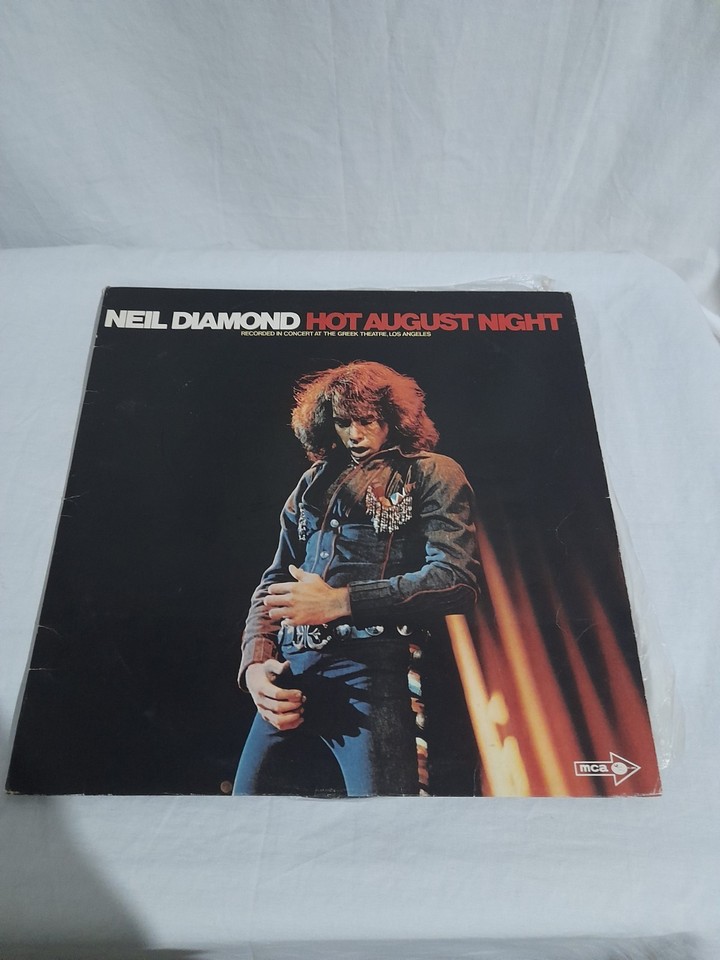 NEIL DIAMOND HOT AUGUST NIGHT
RECORDED IN CONCERT AT THE GREEK THEATRE, LOS ANGELES
mca